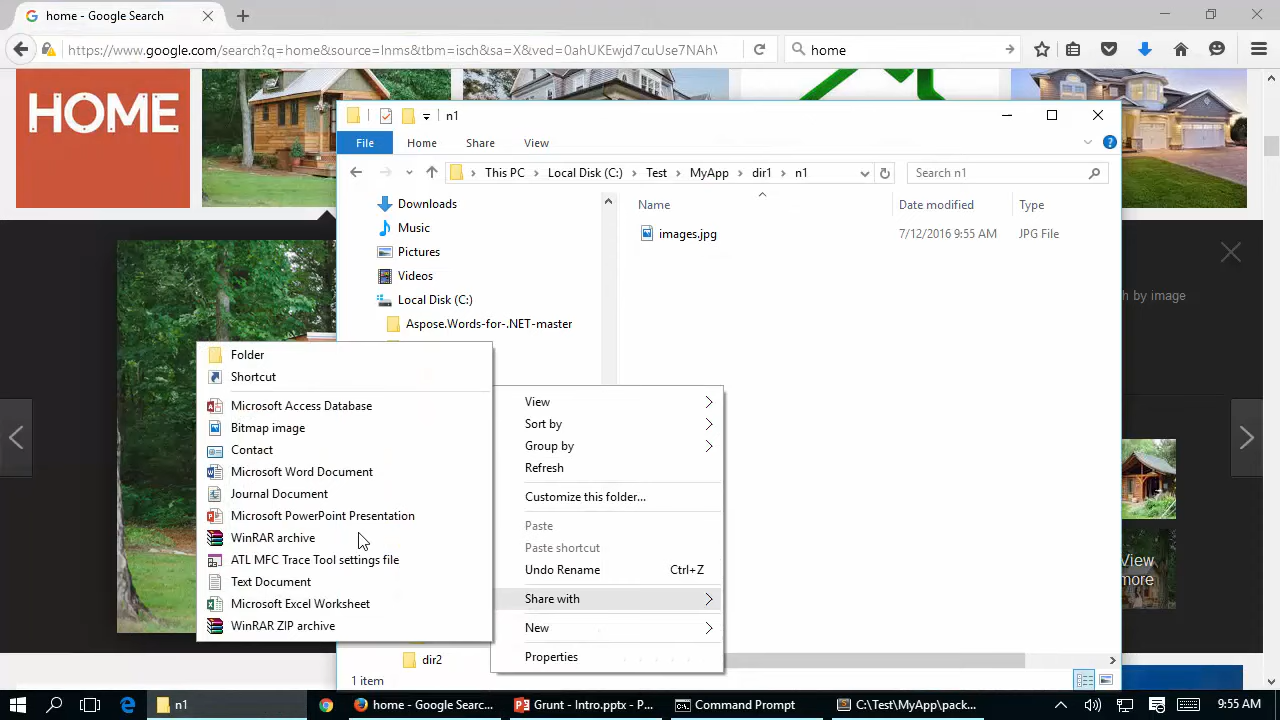 home - Google Search
https://www.google.com/search?q=home&source=lnms&tbm=isch&sa=X&ved=0ahUKEwjd7cuUse7NAhV
home
HOME
n1
File
Home
Share
View
This PC
Local Disk (C:)
Test
MyApp
dir1
n1
Search n1
Downloads
Music
Pictures
Videos
Local Disk (C:)
Aspose.Words-for-.NET-master
dir2
Name
Date modified
Type
images.jpg
7/12/2016 9:55 AM
JPG File
h by image
Folder
Shortcut
Microsoft Access Database
Bitmap image
Contact
Microsoft Word Document
Journal Document
Microsoft PowerPoint Presentation
WinRAR archive
ATL MFC Trace Tool settings file
Text Document
Microsoft Excel Worksheet
WinRAR ZIP archive
View
Sort by
Group by
Refresh
Customize this folder...
Paste
Paste shortcut
Undo Rename Ctrl+Z
Share with
New
Properties
View
more
1 item
n1
home - Google Searc...
Grunt - Intro.pptx - P...
Command Prompt
C:\Test\MyApp\pack...
9:55 AM